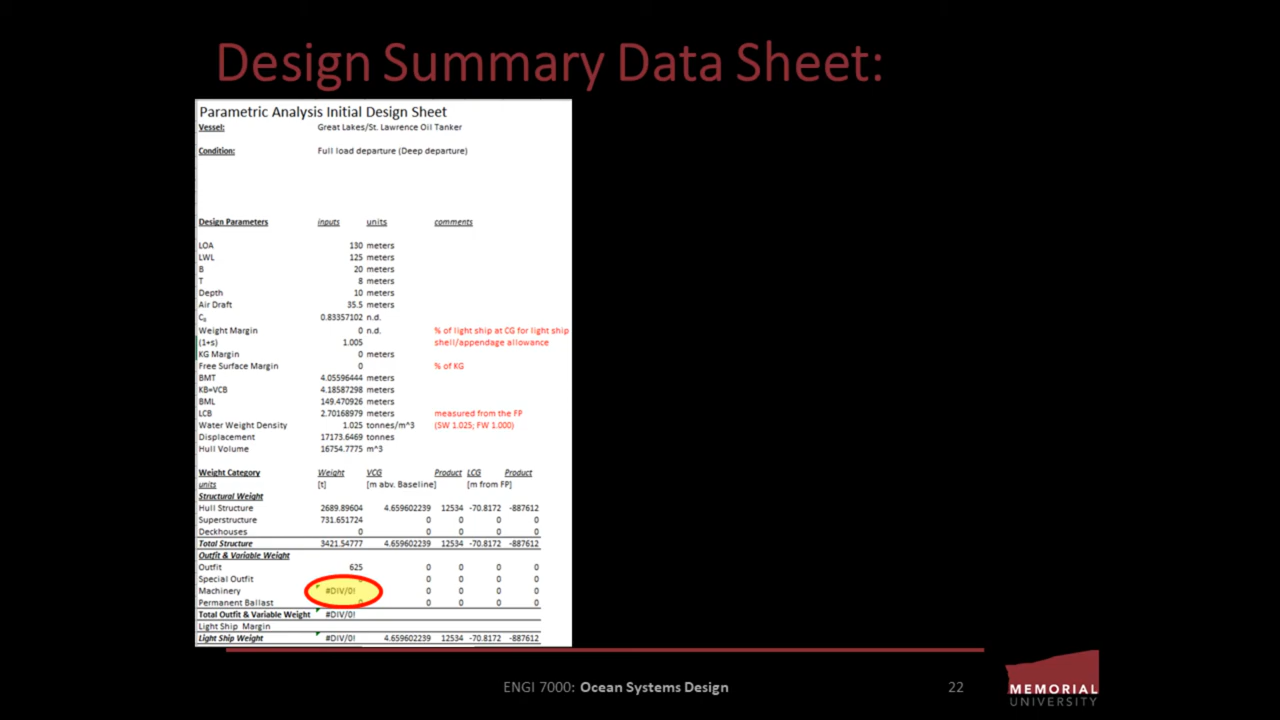 Design Summary Data Sheet:
Parametric Analysis Initial Design Sheet
Vessel: Great Lakes/St. Lawrence Oil Tanker
Condition: Full load departure (Deep departure)
Design Parameters inputs units comments
LOA 130 meters
LWL 125 meters
B 20 meters
T 8 meters
Depth 10 meters
Air Draft 35.5 meters
C 0.83357102 n.d.
Weight Margin 0 n.d. % of light ship at CG for light ship
(1+s) 1.005 shell/appendage allowance
KG Margin 0 meters
Free Surface Margin 0 % of KG
BMT 4.05596444 meters
KB=VCB 4.18587298 meters
BML 149.470926 meters
LCB 2.70168979 meters measured from the FP
Water Weight Density 1.025 tonnes/m^3 (SW 1.025; FW 1.000)
Displacement 17173.6469 tonnes
Hull Volume 16754.7775 m^3
Weight Category Weight VCG Product LCG Product
units [t] [m abv. Baseline] [m from FP]
Structural Weight
Hull Structure 2689.89604 4.659602239 12534 -70.8172 -887612
Superstructure 731.651724 0 0 0 0
Deckhouses 0 0 0 0 0
Total Structure 3421.54777 4.659602239 12534 -70.8172 -887612
Outfit & Variable Weight
Outfit 625 0 0 0 0
Special Outfit 0 0 0 0
Machinery #DIV/0! 0 0 0 0
Permanent Ballast 0 0 0 0
Total Outfit & Variable Weight #DIV/0!
Light Ship Margin
Light Ship Weight #DIV/0! 4.659602239 12534 -70.8172 -887612
ENGI 7000: Ocean Systems Design
22
MEMORIAL
UNIVERSITY